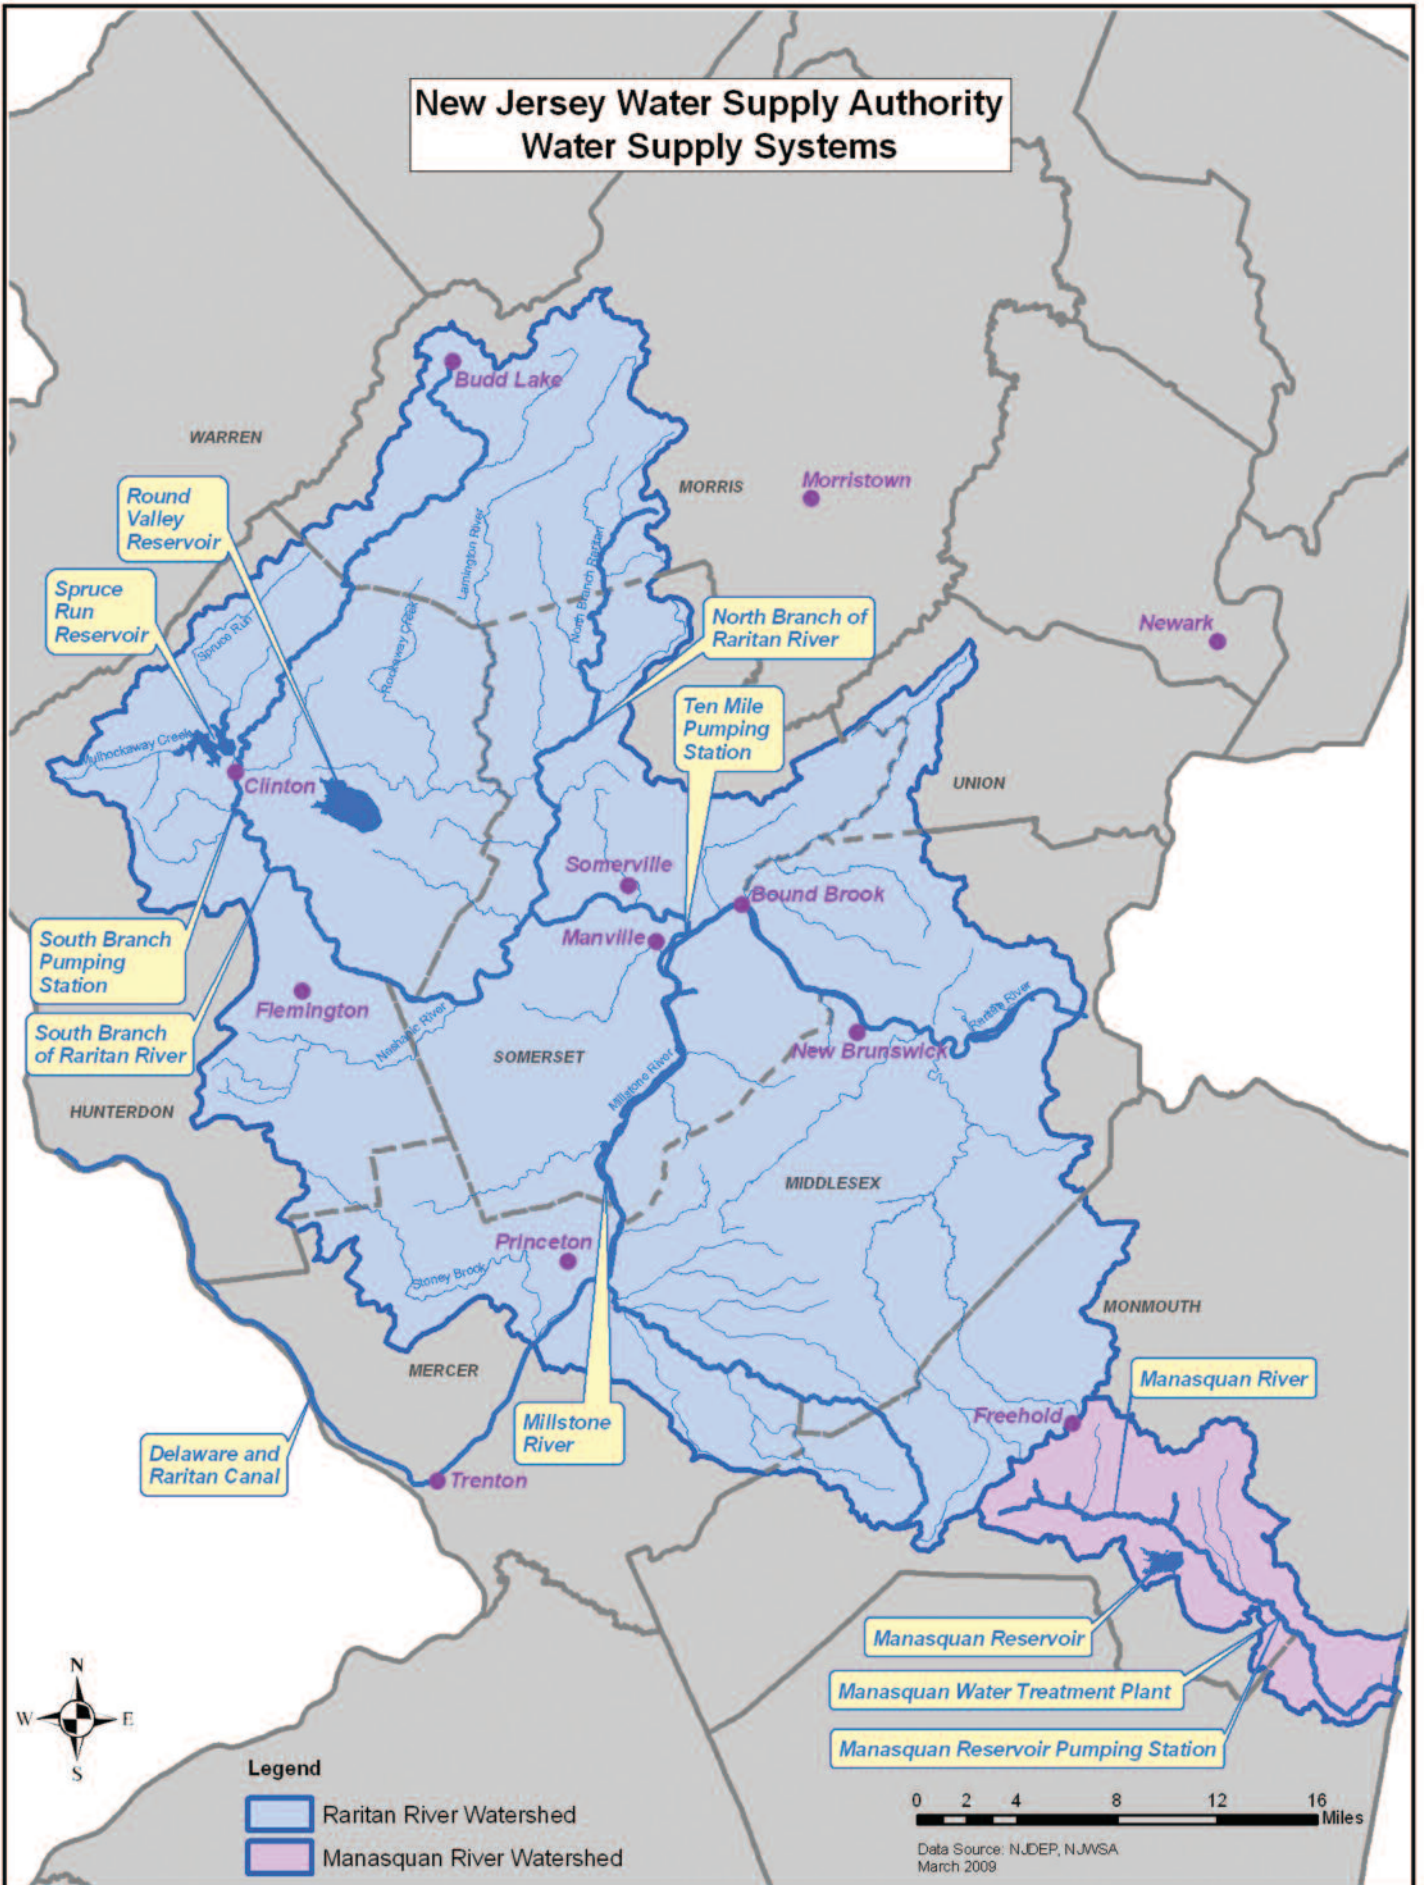 New Jersey Water Supply Authority
Water Supply Systems
Budd Lake
WARREN
Round
Valley
Reservoir
MORRIS
Morristown
Lamington River
North Branch Raritan
Spruce
Run
Reservoir
Spruce Run
Rockaway Creek
North Branch of
Raritan River
Newark
Ten Mile
Pumping
Station
Mulhockaway Creek
Clinton
UNION
Somerville
Bound Brook
Manville
South Branch
Pumping
Station
Flemington
South Branch
of Raritan River
Neshanic River
SOMERSET
Raritan River
New Brunswick
Millstone River
HUNTERDON
MIDDLESEX
Princeton
Stoney Brook
MONMOUTH
MERCER
Manasquan River
Freehold
Millstone
River
Delaware and
Raritan Canal
Trenton
Manasquan Reservoir
Manasquan Water Treatment Plant
Manasquan Reservoir Pumping Station
N
W E
S
Legend
Raritan River Watershed
Manasquan River Watershed
0 2 4 8 12 16
Miles
Data Source: NJDEP, NJWSA
March 2009